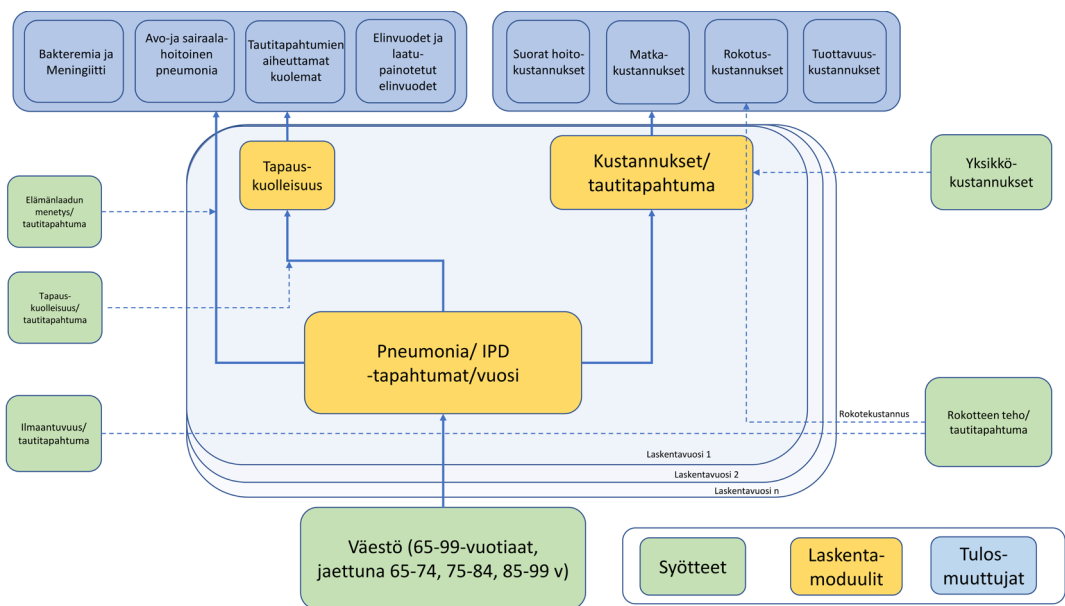 Bakteremia ja
Meningiitti
Avo-ja sairaala-
hoitoinen
pneumonia
Tautitapahtumien
aiheuttamat
kuolemat
Elinvuodet ja
laatu-
painotetut
elinvuodet
Suorat hoito-
kustannukset
Matka-
kustannukset
Rokotus-
kustannukset
Tuottavuus-
kustannukset
Tapaus-
kuolleisuus
Kustannukset/
tautitapahtuma
Yksikkö-
kustannukset
Elämänlaadun
menetys/
tautitapahtuma
Tapaus-
kuolleisuus/
tautitapahtuma
Pneumonia/ IPD
-tapahtumat/vuosi
Ilmaantuvuus/
tautitapahtuma
Rokotekustannus
Rokotteen teho/
tautitapahtuma
Laskentavuosi 1
Laskentavuosi 2
Laskentavuosi n
Väestö (65-99-vuotiaat,
jaettuna 65-74, 75-84, 85-99 v)
Syötteet
Laskenta-
moduulit
Tulos-
muuttujat